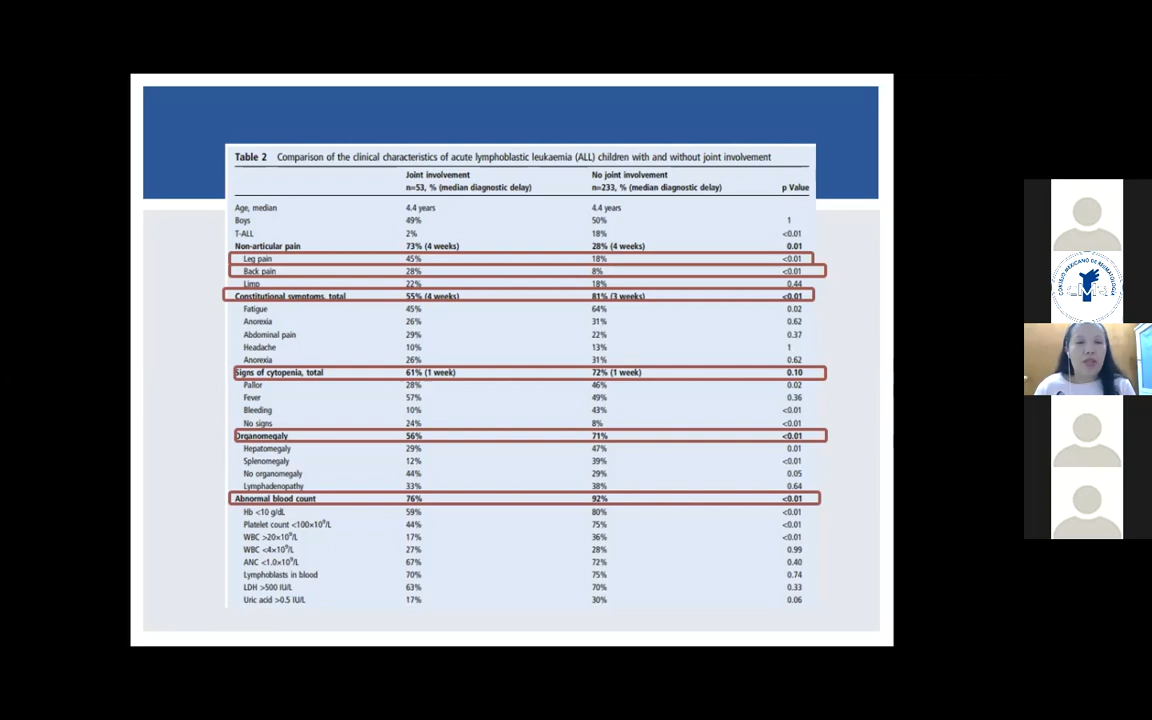 Table 2 Comparison of the clinical characteristics of acute lymphoblastic leukaemia (ALL) children with and without joint involvement
Joint involvement No joint involvement
n=53, % (median diagnostic delay) n=233, % (median diagnostic delay) p Value
Age, median 4.4 years 4.4 years
Boys 49% 50% 1
T-ALL 2% 18% <0.01
Non-articular pain 73% (4 weeks) 28% (4 weeks) 0.01
Leg pain 45% 18% <0.01
Back pain 28% 8% <0.01
Limp 22% 18% 0.44
Constitutional symptoms, total 55% (4 weeks) 81% (3 weeks) <0.01
Fatigue 45% 64% 0.02
Anorexia 26% 31% 0.62
Abdominal pain 29% 22% 0.37
Headache 10% 13% 1
Anorexia 26% 31% 0.62
Signs of cytopenia, total 61% (1 week) 72% (1 week) 0.10
Pallor 28% 46% 0.02
Fever 57% 49% 0.36
Bleeding 10% 43% <0.01
No signs 24% 8% <0.01
Organomegaly 56% 71% <0.01
Hepatomegaly 29% 47% 0.01
Splenomegaly 12% 39% <0.01
No organomegaly 44% 29% 0.05
Lymphadenopathy 33% 38% 0.64
Abnormal blood count 76% 92% <0.01
Hb <10 g/dL 59% 80% <0.01
Platelet count <100×10⁹/L 44% 75% <0.01
WBC >20×10⁹/L 17% 36% <0.01
WBC <4×10⁹/L 27% 28% 0.99
ANC <1.0×10⁹/L 67% 72% 0.40
Lymphoblasts in blood 70% 75% 0.74
LDH >500 IU/L 63% 70% 0.33
Uric acid >0.5 IU/L 17% 30% 0.06
CONSEJO MEXICANO DE REUMATOLOGIA
CMR